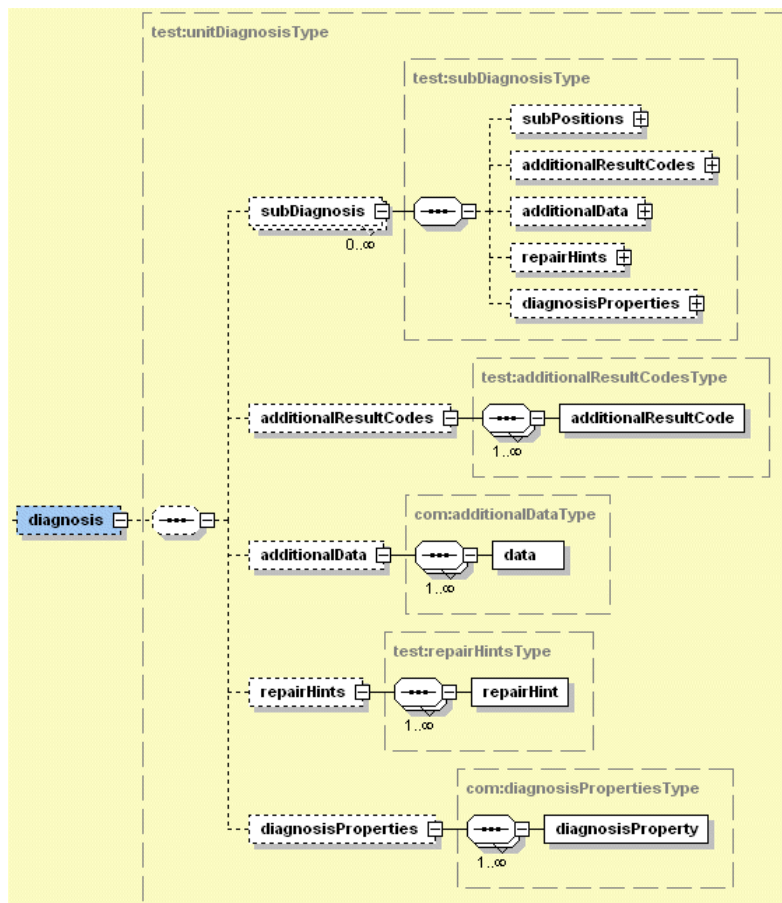 test:unitDiagnosisType
test:subDiagnosisType
subPositions
additionalResultCodes
subDiagnosis
additionalData
0..∞
repairHints
diagnosisProperties
test:additionalResultCodesType
additionalResultCodes
additionalResultCode
1..∞
com:additionalDataType
diagnosis
additionalData
data
1..∞
test:repairHintsType
repairHints
repairHint
1..∞
com:diagnosisPropertiesType
diagnosisProperties
diagnosisProperty
1..∞